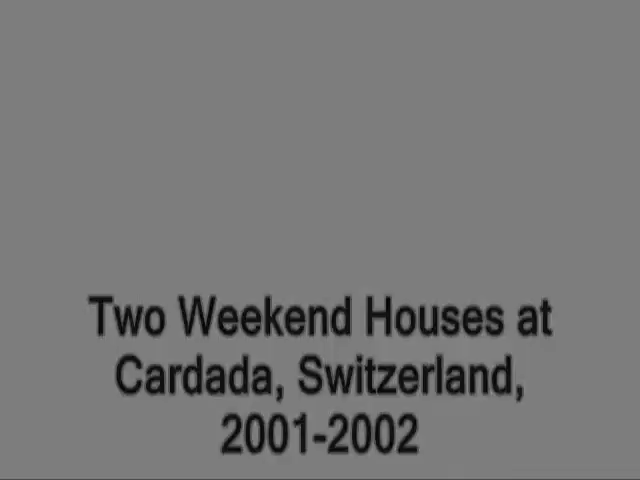 Two Weekend Houses at
Cardada, Switzerland,
2001-2002